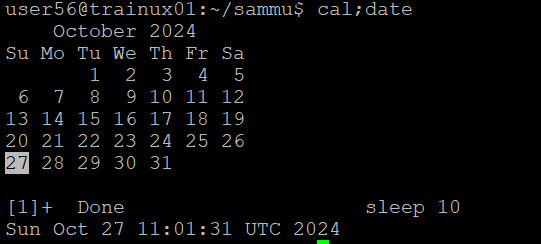 user56@trainux01:~/sammu$ cal;date
    October 2024
Su Mo Tu We Th Fr Sa
       1  2  3  4  5
 6  7  8  9 10 11 12
13 14 15 16 17 18 19
20 21 22 23 24 25 26
27 28 29 30 31

[1]+  Done                    sleep 10
Sun Oct 27 11:01:31 UTC 2024